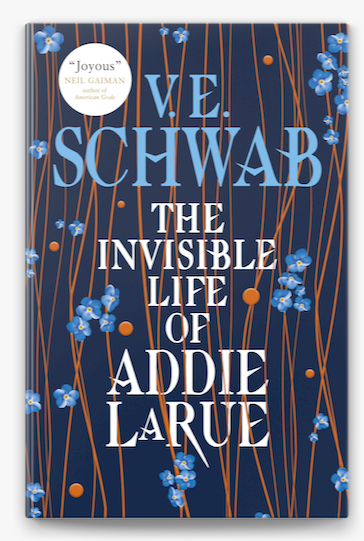 "Joyous"
NEIL GAIMAN
author of
American Gods
V. E.
SCHWAB
THE
INVISIBLE
LIFE
OF
ADDIE
LARUE